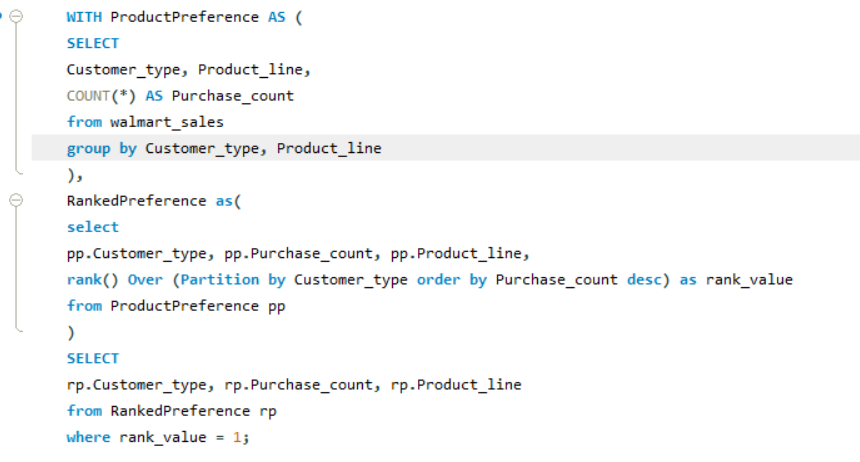 WITH ProductPreference AS (
SELECT
Customer_type, Product_line,
COUNT(*) AS Purchase_count
from walmart_sales
group by Customer_type, Product_line
),
RankedPreference as(
select
pp.Customer_type, pp.Purchase_count, pp.Product_line,
rank() Over (Partition by Customer_type order by Purchase_count desc) as rank_value
from ProductPreference pp
)
SELECT
rp.Customer_type, rp.Purchase_count, rp.Product_line
from RankedPreference rp
where rank_value = 1;